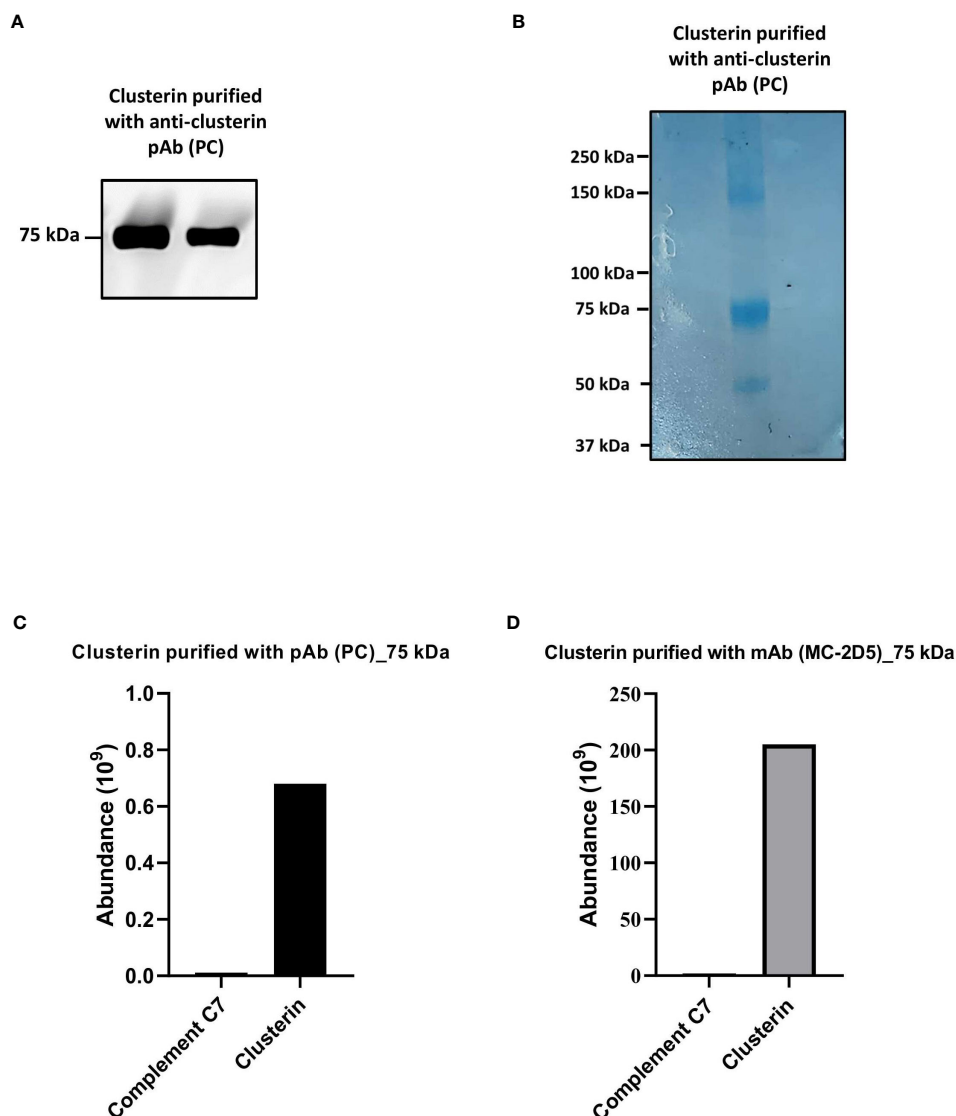 A
Clusterin purified
with anti-clusterin
pAb (PC)
75 kDa
B
Clusterin purified
with anti-clusterin
pAb (PC)
250 kDa
150 kDa
100 kDa
75 kDa
50 kDa
37 kDa
C
Clusterin purified with pAb (PC)_75 kDa
Abundance (10⁹)
1.0
0.8
0.6
0.4
0.2
0.0
Complement C7
Clusterin
D
Clusterin purified with mAb (MC-2D5)_75 kDa
Abundance (10⁹)
250
200
150
100
50
0
Complement C7
Clusterin